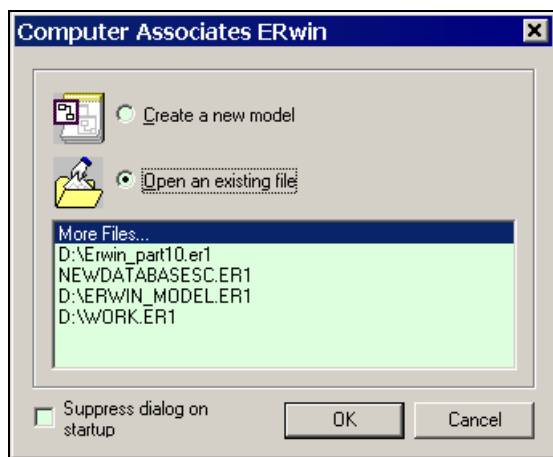 Computer Associates ERwin
Create a new model
Open an existing file
More Files...
D:\Erwin_part10.er1
NEWDATABASESC.ER1
D:\ERWIN_MODEL.ER1
D:\WORK.ER1
Suppress dialog on
startup
OK
Cancel